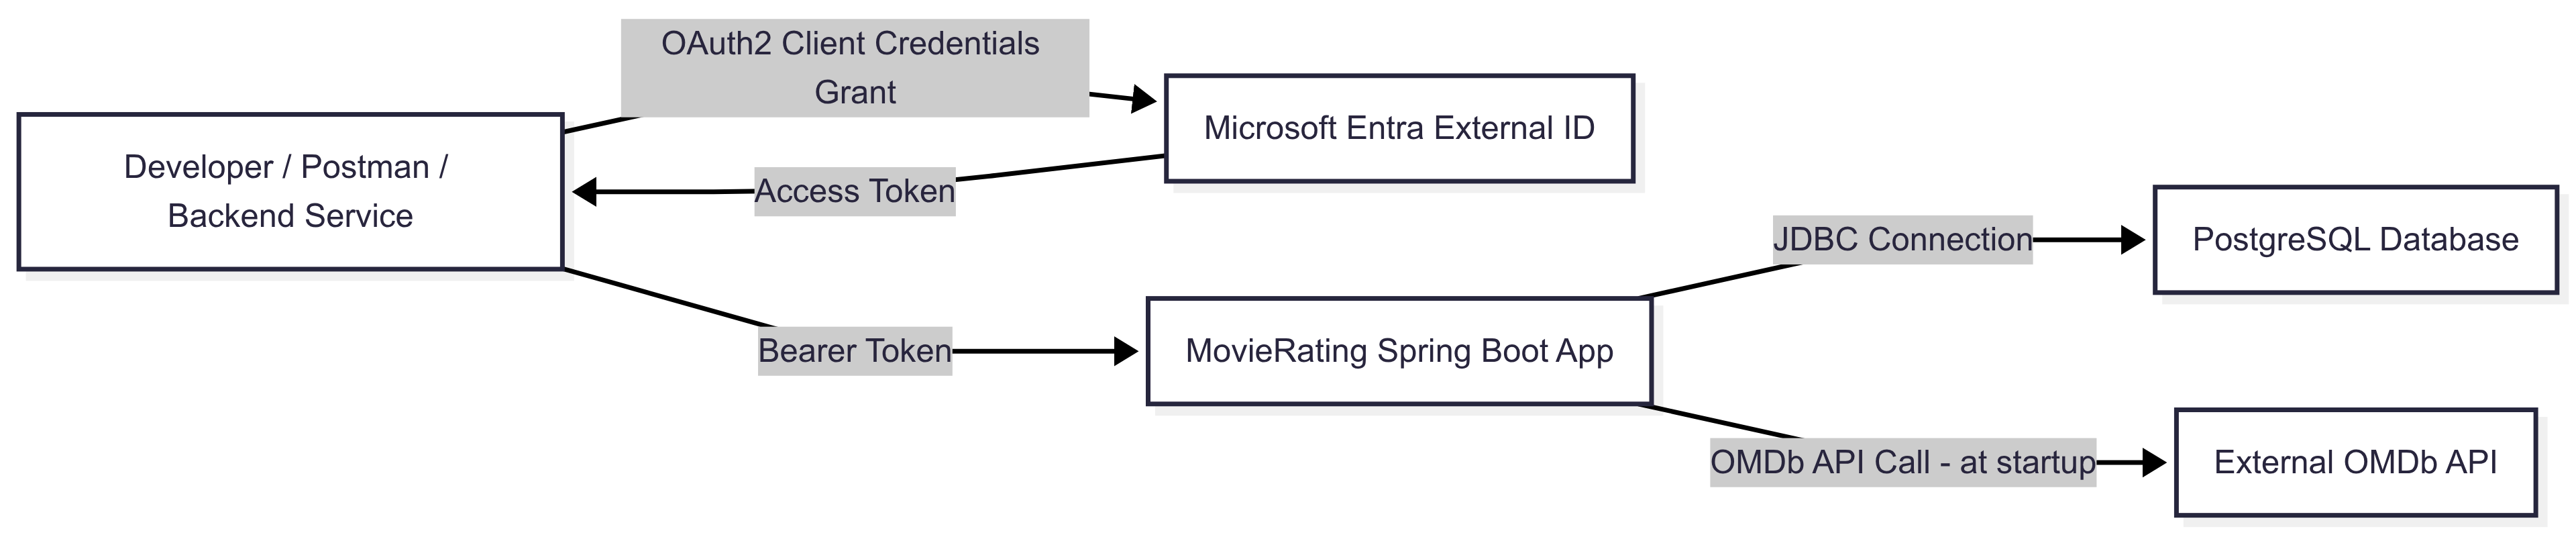 OAuth2 Client Credentials
Grant
Microsoft Entra External ID
Developer / Postman /
Backend Service
Access Token
JDBC Connection
PostgreSQL Database
Bearer Token
MovieRating Spring Boot App
OMDb API Call - at startup
External OMDb API